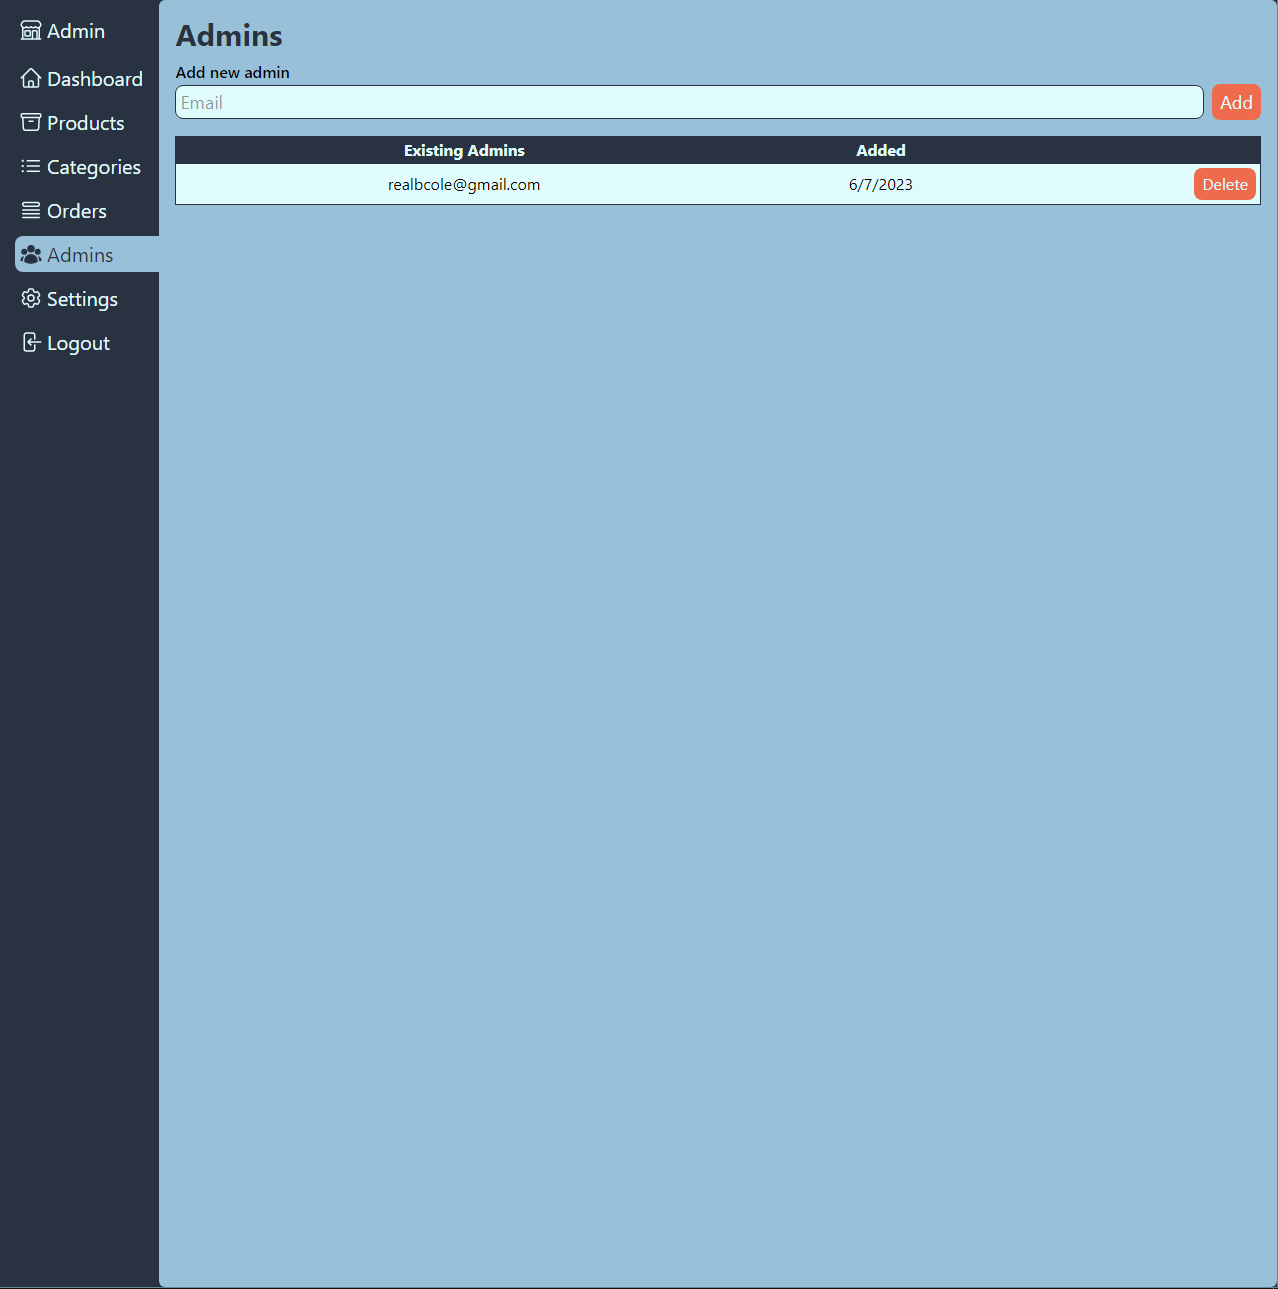 Admin
Dashboard
Products
Categories
Orders
Admins
Settings
Logout
Admins
Add new admin
Email
Add
Existing Admins Added
realbcole@gmail.com 6/7/2023 Delete